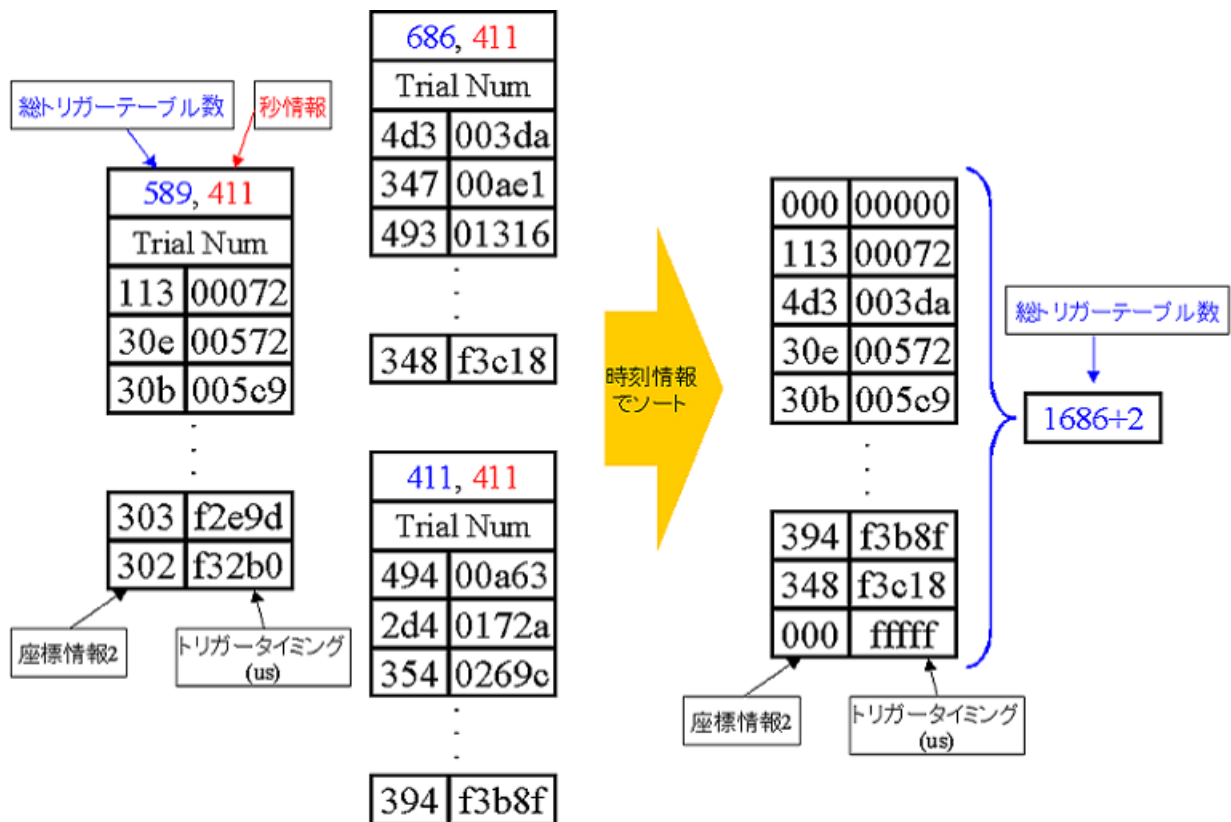 総トリガーテーブル数
秒情報
589, 411
Trial Num
113 00072
30e 00572
30b 005c9
303 f2e9d
302 f32b0
座標情報2
トリガータイミング
(us)
686, 411
Trial Num
4d3 003da
347 00ae1
493 01316
348 f3c18
411, 411
Trial Num
494 00a63
2d4 0172a
354 0269c
394 f3b8f
時刻情報
でソート
000 00000
113 00072
4d3 003da
30e 00572
30b 005c9
394 f3b8f
348 f3c18
000 fffff
座標情報2
トリガータイミング
(us)
総トリガーテーブル数
1686+2